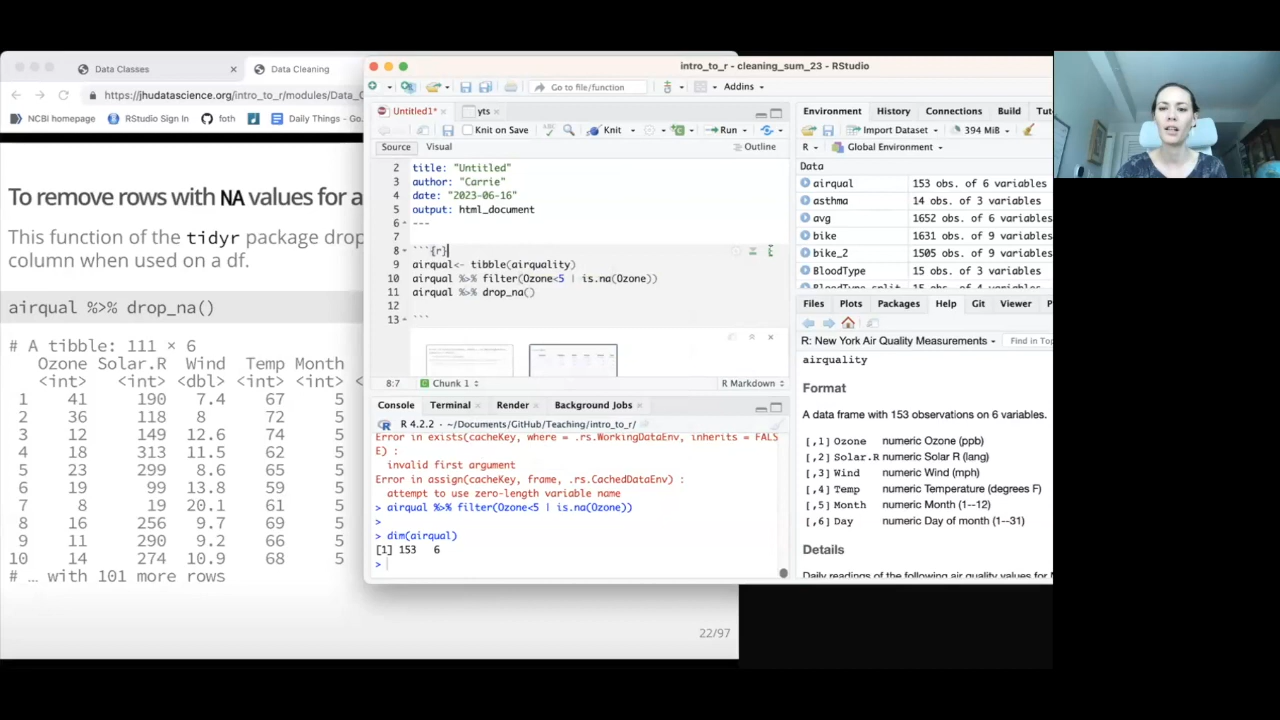 Data Classes
Data Cleaning
https://jhudatascience.org/intro_to_r/modules/Data_C
NCBI homepage
RStudio Sign In
foth
Daily Things - Go.
To remove rows with NA values for a
This function of the tidyr package drop
column when used on a df.
airqual %>% drop_na()
# A tibble: 111 × 6
Ozone Solar.R Wind Temp Month
<int> <int> <dbl> <int> <int>
1 41 190 7.4 67 5
2 36 118 8 72 5
3 12 149 12.6 74 5
4 18 313 11.5 62 5
5 23 299 8.6 65 5
6 19 99 13.8 59 5
7 8 19 20.1 61 5
8 16 256 9.7 69 5
9 11 290 9.2 66 5
10 14 274 10.9 68 5
# … with 101 more rows
22/97
intro_to_r - cleaning_sum_23 - RStudio
Go to file/function
Addins
Untitled1*
yts
Knit on Save
Knit
Run
Source
Visual
Outline
2 title: "Untitled"
3 author: "Carrie"
4 date: "2023-06-16"
5 output: html_document
6 ---
7
8 ```{r}
9 airqual<- tibble(airquality)
10 airqual %>% filter(Ozone<5 | is.na(Ozone))
11 airqual %>% drop_na()
12
13 ```
8:7
Chunk 1
R Markdown
Console
Terminal
Render
Background Jobs
R 4.2.2 · ~/Documents/GitHub/Teaching/intro_to_r/
Error in exists(cacheKey, where = .rs.WorkingDataEnv, inherits = FALS
E) :
invalid first argument
Error in assign(cacheKey, frame, .rs.CachedDataEnv) :
attempt to use zero-length variable name
> airqual %>% filter(Ozone<5 | is.na(Ozone))
>
> dim(airqual)
[1] 153 6
>
Environment
History
Connections
Build
Tu
Import Dataset
394 MiB
R
Global Environment
Data
airqual 153 obs. of 6 variables
asthma 14 obs. of 3 variables
avg 1652 obs. of 6 variables
bike 1631 obs. of 9 variables
bike_2 1505 obs. of 9 variables
BloodType 15 obs. of 3 variables
Files
Plots
Packages
Help
Git
Viewer
P
R: New York Air Quality Measurements
Find in Top
airquality
Format
A data frame with 153 observations on 6 variables.
[,1] Ozone numeric Ozone (ppb)
[,2] Solar.R numeric Solar R (lang)
[,3] Wind numeric Wind (mph)
[,4] Temp numeric Temperature (degrees F)
[,5] Month numeric Month (1--12)
[,6] Day numeric Day of month (1--31)
Details
Daily readings of the following air quality values for